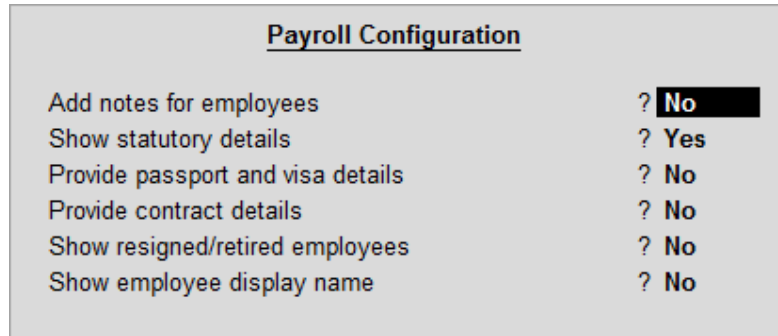 Payroll Configuration
Add notes for employees ? No
Show statutory details ? Yes
Provide passport and visa details ? No
Provide contract details ? No
Show resigned/retired employees ? No
Show employee display name ? No